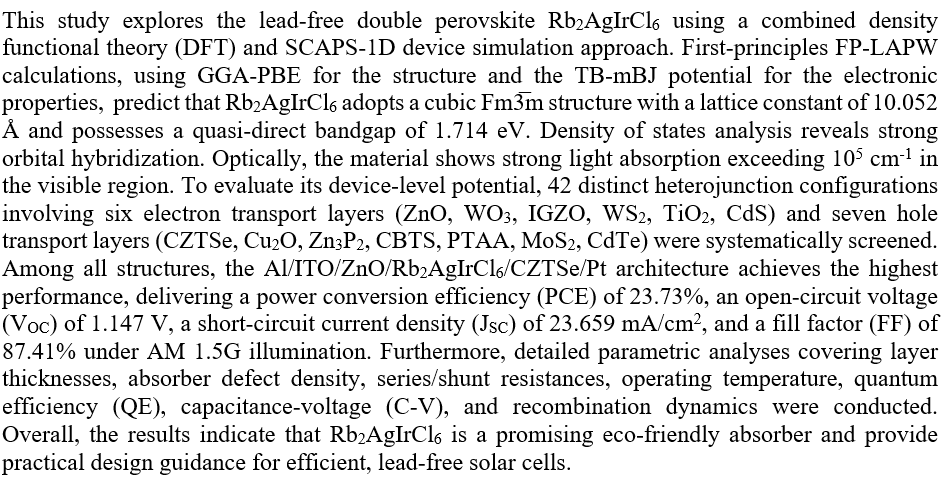 This study explores the lead-free double perovskite Rb₂AgIrCl₆ using a combined density
functional theory (DFT) and SCAPS-1D device simulation approach. First-principles FP-LAPW
calculations, using GGA-PBE for the structure and the TB-mBJ potential for the electronic
properties, predict that Rb₂AgIrCl₆ adopts a cubic Fm3̅m structure with a lattice constant of 10.052
Å and possesses a quasi-direct bandgap of 1.714 eV. Density of states analysis reveals strong
orbital hybridization. Optically, the material shows strong light absorption exceeding 10⁵ cm⁻¹ in
the visible region. To evaluate its device-level potential, 42 distinct heterojunction configurations
involving six electron transport layers (ZnO, WO₃, IGZO, WS₂, TiO₂, CdS) and seven hole
transport layers (CZTSe, Cu₂O, Zn₃P₂, CBTS, PTAA, MoS₂, CdTe) were systematically screened.
Among all structures, the Al/ITO/ZnO/Rb₂AgIrCl₆/CZTSe/Pt architecture achieves the highest
performance, delivering a power conversion efficiency (PCE) of 23.73%, an open-circuit voltage
(V<sub>OC</sub>) of 1.147 V, a short-circuit current density (J<sub>SC</sub>) of 23.659 mA/cm², and a fill factor (FF) of
87.41% under AM 1.5G illumination. Furthermore, detailed parametric analyses covering layer
thicknesses, absorber defect density, series/shunt resistances, operating temperature, quantum
efficiency (QE), capacitance-voltage (C-V), and recombination dynamics were conducted.
Overall, the results indicate that Rb₂AgIrCl₆ is a promising eco-friendly absorber and provide
practical design guidance for efficient, lead-free solar cells.